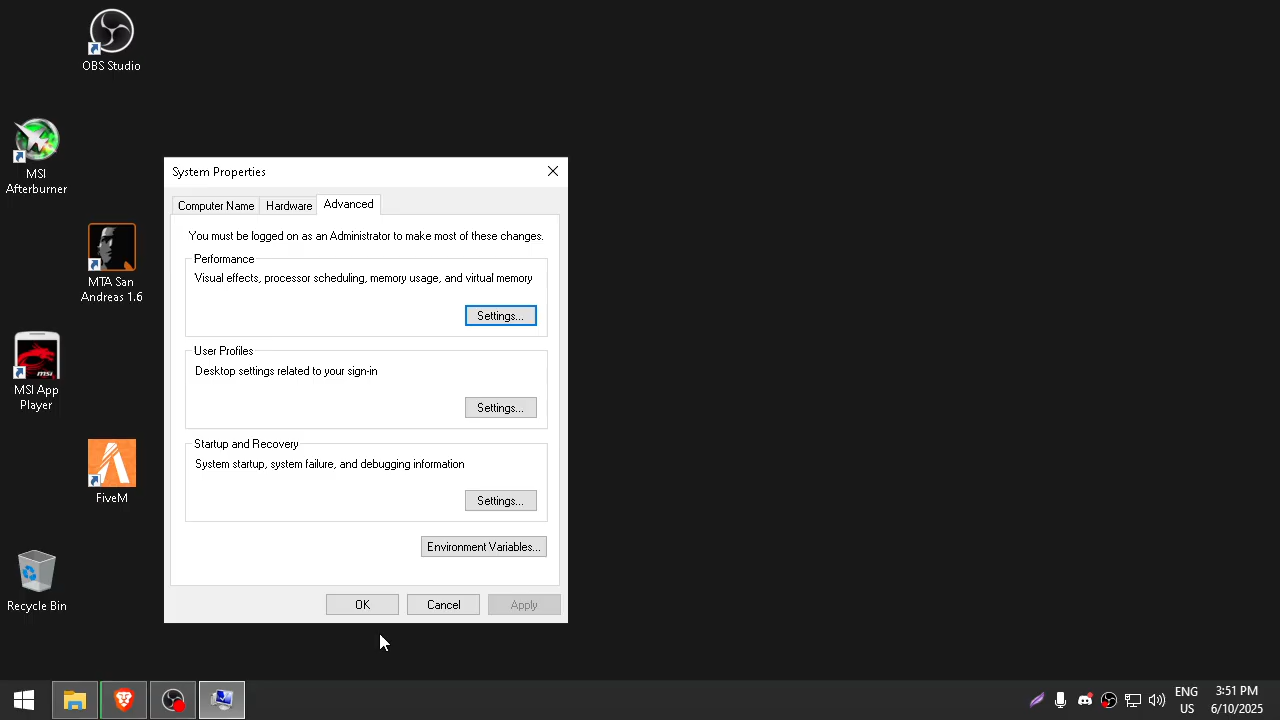 OBS Studio
MSI
Afterburner
MTA San
Andreas 1.6
MSI App
Player
FiveM
Recycle Bin
System Properties
Computer Name
Hardware
Advanced
You must be logged on as an Administrator to make most of these changes.
Performance
Visual effects, processor scheduling, memory usage, and virtual memory
Settings...
User Profiles
Desktop settings related to your sign-in
Settings...
Startup and Recovery
System startup, system failure, and debugging information
Settings...
Environment Variables...
OK
Cancel
Apply
ENG
US
3:51 PM
6/10/2025